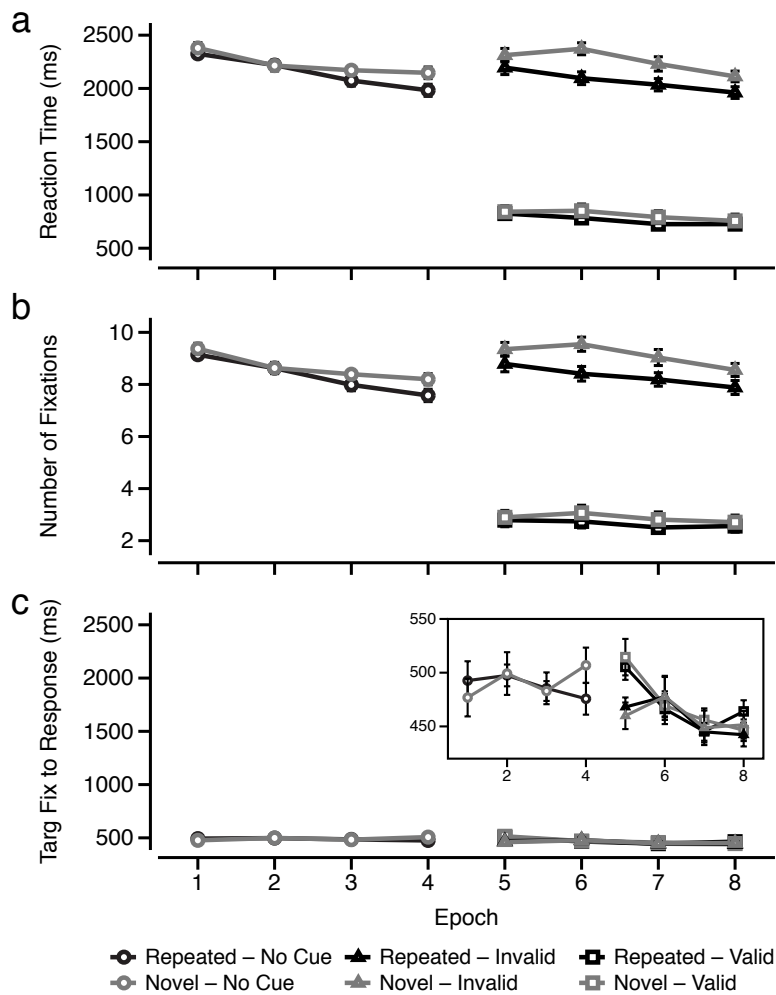 a
2500
2000
1500
1000
500
Reaction Time (ms)
b
10
8
6
4
2
Number of Fixations
c
2500
2000
1500
1000
500
Targ Fix to Response (ms)
550
500
450
2 4 6 8
1 2 3 4 5 6 7 8
Epoch
Repeated – No Cue Repeated – Invalid Repeated – Valid
Novel – No Cue Novel – Invalid Novel – Valid